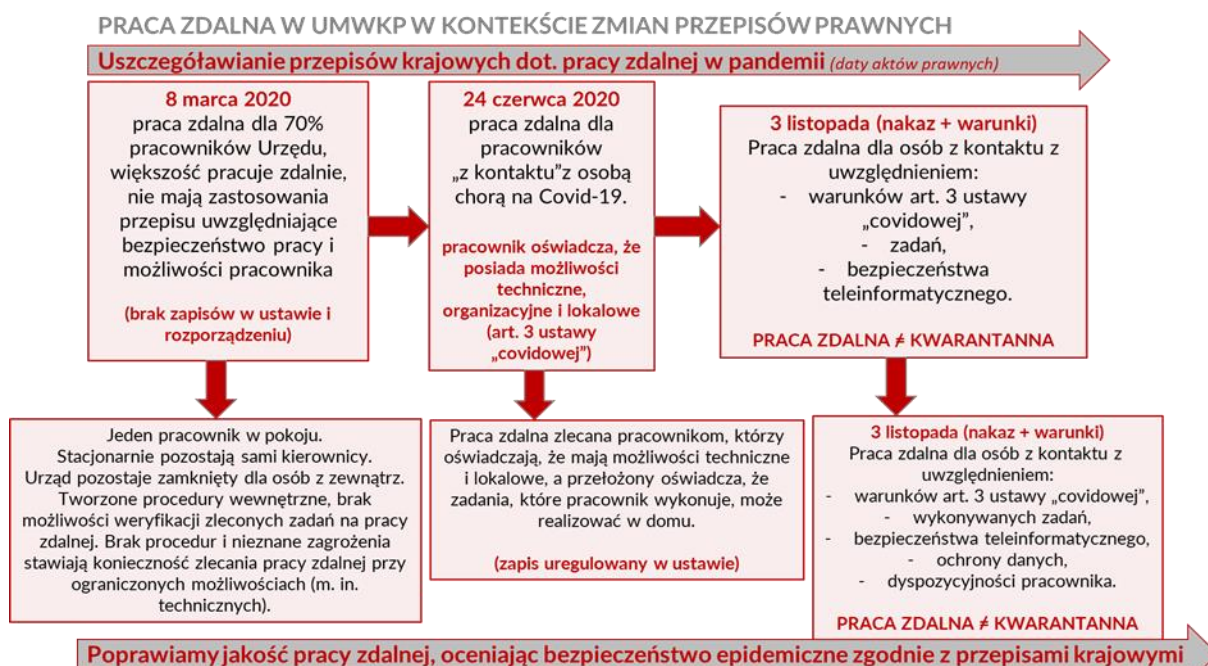 PRACA ZDALNA W UMWKP W KONTEKŚCIE ZMIAN PRZEPISÓW PRAWNYCH
Uszczegóławianie przepisów krajowych dot. pracy zdalnej w pandemii (daty aktów prawnych)
8 marca 2020
praca zdalna dla 70%
pracowników Urzędu,
większość pracuje zdalnie,
nie mają zastosowania
przepisu uwzględniające
bezpieczeństwo pracy i
możliwości pracownika
(brak zapisów w ustawie i
rozporządzeniu)
24 czerwca 2020
praca zdalna dla
pracowników
„z kontaktu”z osobą
chorą na Covid-19.
pracownik oświadcza, że
posiada możliwości
techniczne,
organizacyjne i lokalowe
(art. 3 ustawy
„covidowej”)
3 listopada (nakaz + warunki)
Praca zdalna dla osób z kontaktu z
uwzględnieniem:
- warunków art. 3 ustawy
„covidowej”,
- zadań,
- bezpieczeństwa
teleinformatycznego.
PRACA ZDALNA ≠ KWARANTANNA
Jeden pracownik w pokoju.
Stacjonarnie pozostają sami kierownicy.
Urząd pozostaje zamknięty dla osób z zewnątrz.
Tworzone procedury wewnętrzne, brak
możliwości weryfikacji zleconych zadań na pracy
zdalnej. Brak procedur i nieznane zagrożenia
stawiają konieczność zlecania pracy zdalnej przy
ograniczonych możliwościach (m. in.
technicznych).
Praca zdalna zlecana pracownikom, którzy
oświadczają, że mają możliwości techniczne
i lokalowe, a przełożony oświadcza, że
zadania, które pracownik wykonuje, może
realizować w domu.
(zapis uregulowany w ustawie)
3 listopada (nakaz + warunki)
Praca zdalna dla osób z kontaktu z
uwzględnieniem:
- warunków art. 3 ustawy „covidowej”,
- wykonywanych zadań,
- bezpieczeństwa teleinformatycznego,
- ochrony danych,
- dyspozycyjności pracownika.
PRACA ZDALNA ≠ KWARANTANNA
Poprawiamy jakość pracy zdalnej, oceniając bezpieczeństwo epidemiczne zgodnie z przepisami krajowymi